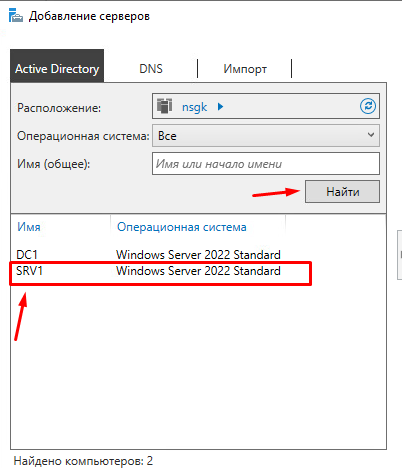 Добавление серверов
Active Directory DNS Импорт
Расположение: nsgk
Операционная система: Все
Имя (общее): Имя или начало имени
Найти
Имя Операционная система
DC1 Windows Server 2022 Standard
SRV1 Windows Server 2022 Standard
Найдено компьютеров: 2